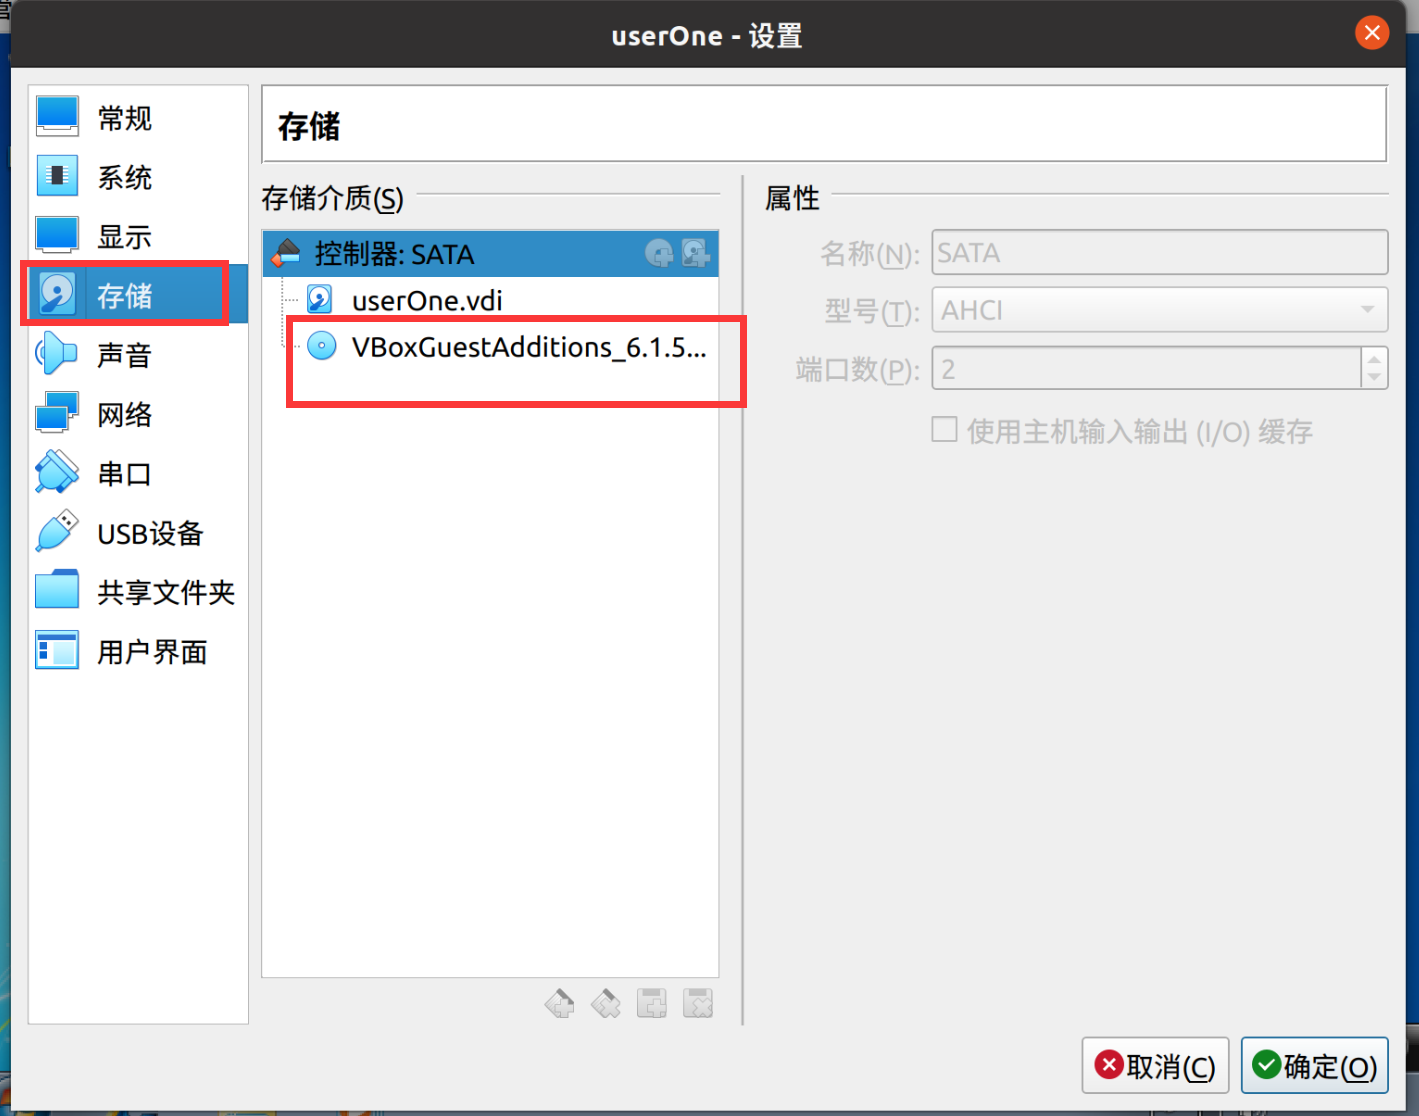 userOne - 设置
常规
系统
显示
存储
声音
网络
串口
USB设备
共享文件夹
用户界面
存储
存储介质(S)
控制器: SATA
userOne.vdi
VBoxGuestAdditions_6.1.5...
属性
名称(N): SATA
型号(T): AHCI
端口数(P): 2
使用主机输入输出 (I/O) 缓存
取消(C)
确定(O)